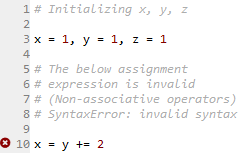 1 # Initializing x, y, z
2
3 x = 1, y = 1, z = 1
4
5 # The below assignment
6 # expression is invalid
7 # (Non-associative operators)
8 # SyntaxError: invalid syntax
9
10 x = y += 2